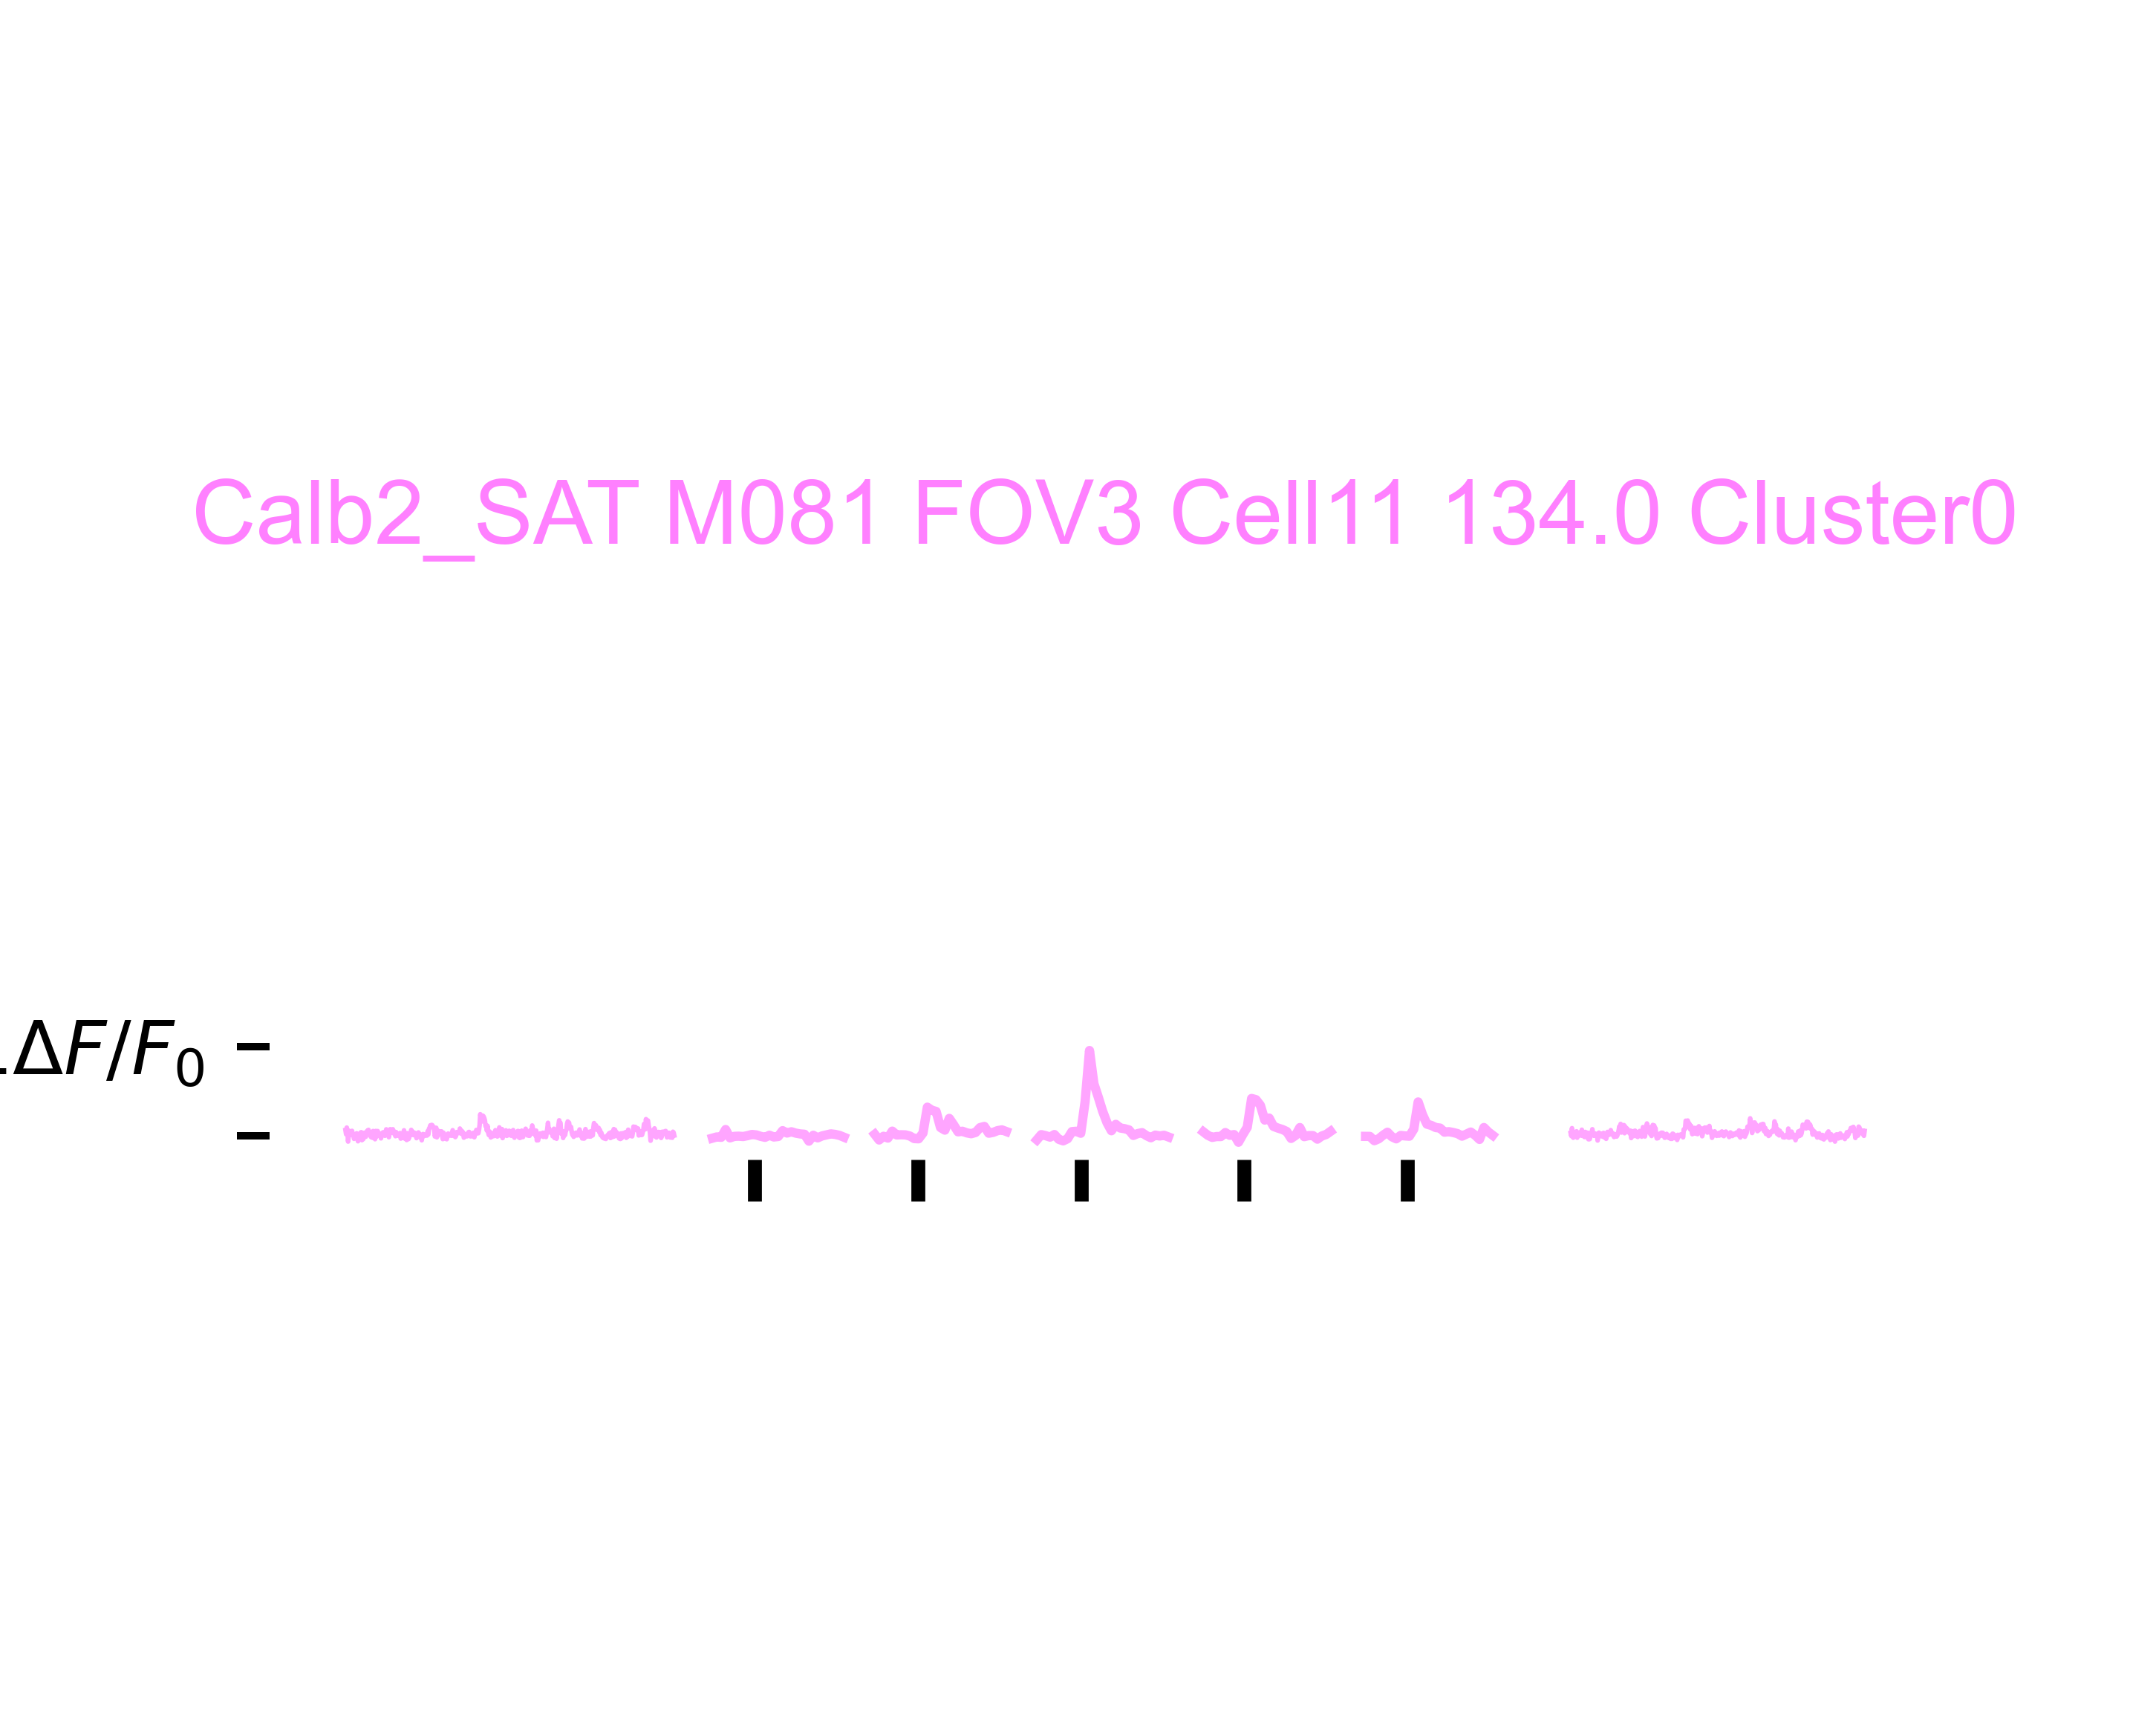 Calb2_SAT M081 FOV3 Cell11 134.0 Cluster0
.ΔF/F₀